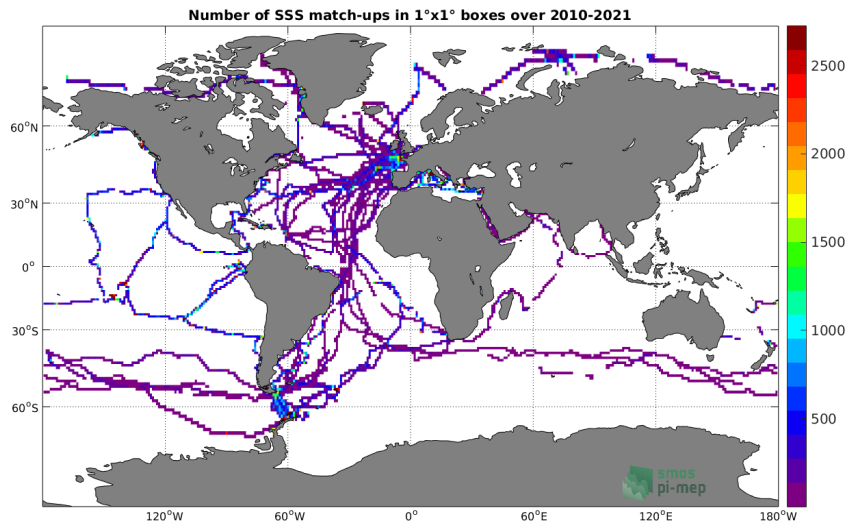 Number of SSS match-ups in 1°x1° boxes over 2010-2021
60°N
30°N
0°
30°S
60°S
120°W
60°W
0°
60°E
120°E
180°W
2500
2000
1500
1000
500
smos
pi-mep